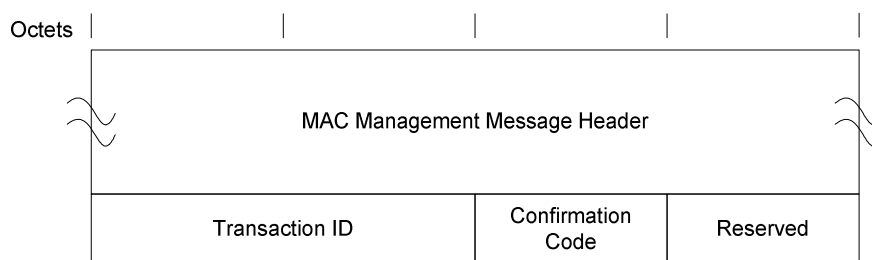 Octets
MAC Management Message Header
Transaction ID
Confirmation
Code
Reserved